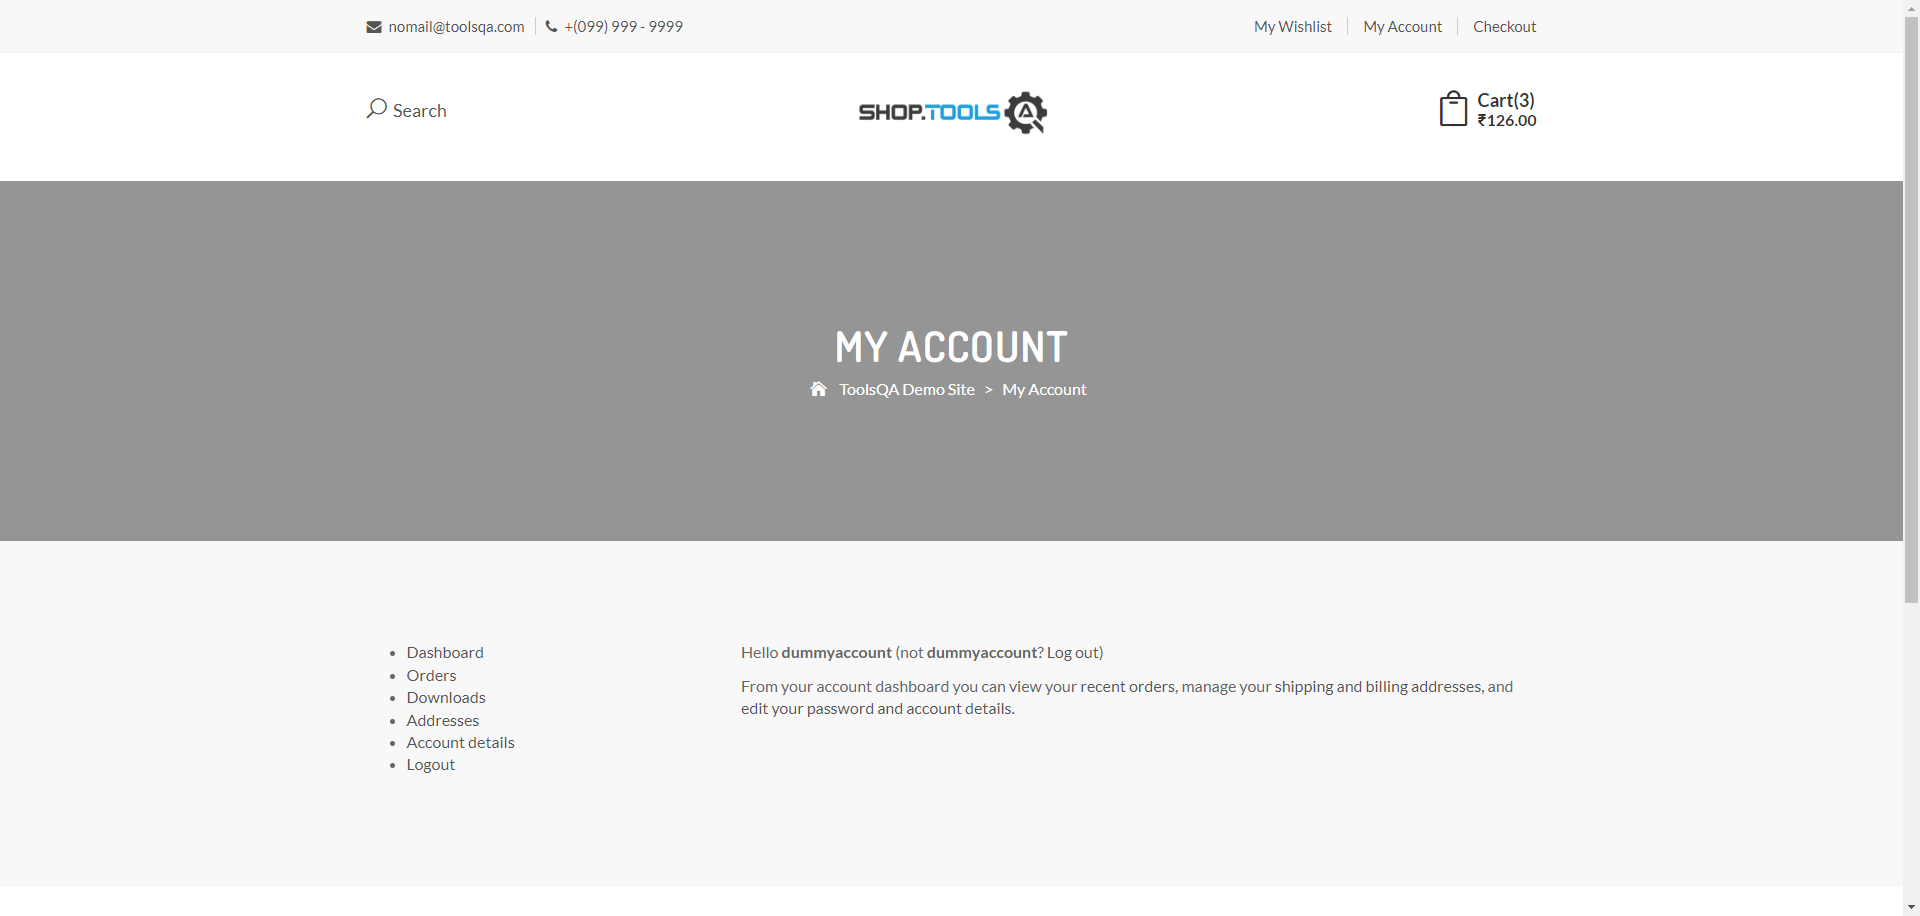 nomail@toolsqa.com +(099) 999 - 9999
My Wishlist My Account Checkout
Search
SHOP.TOOLS QA
Cart(3)
₹126.00
MY ACCOUNT
ToolsQA Demo Site > My Account
Dashboard
Orders
Downloads
Addresses
Account details
Logout
Hello dummyaccount (not dummyaccount? Log out)
From your account dashboard you can view your recent orders, manage your shipping and billing addresses, and
edit your password and account details.